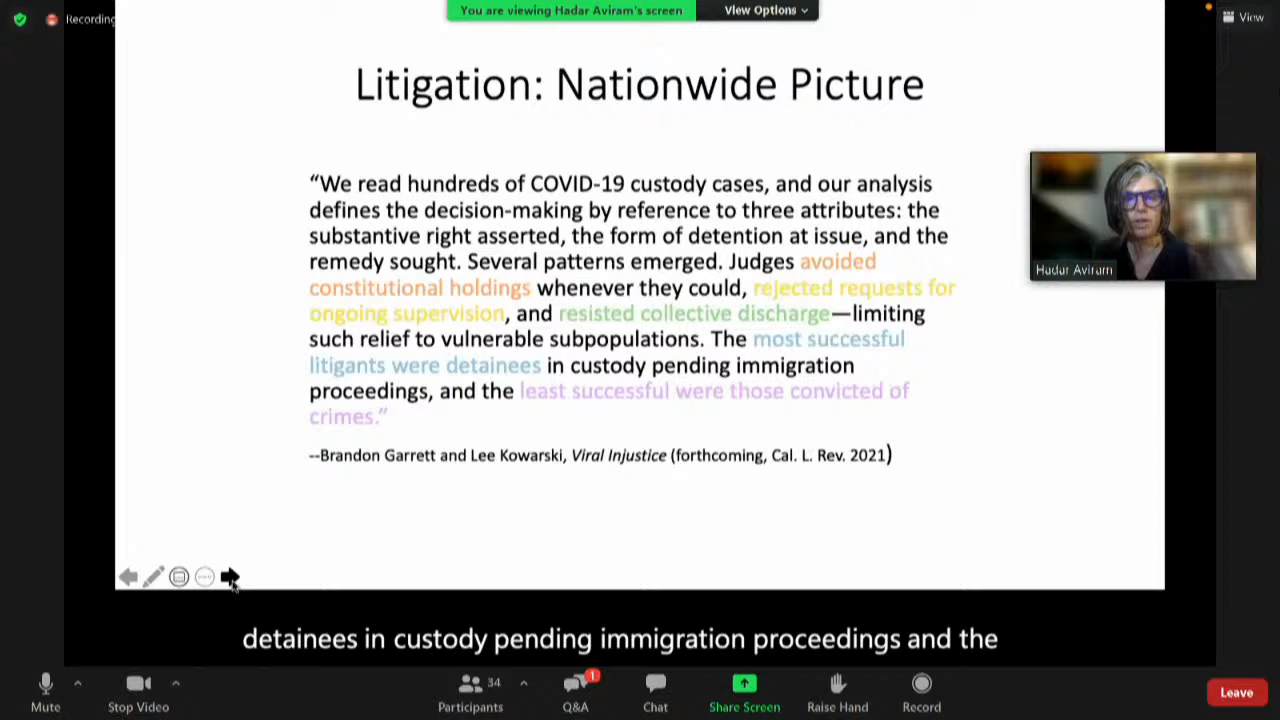 You are viewing Hadar Aviram's screen
View Options
Recording
View
Litigation: Nationwide Picture
“We read hundreds of COVID-19 custody cases, and our analysis
defines the decision-making by reference to three attributes: the
substantive right asserted, the form of detention at issue, and the
remedy sought. Several patterns emerged. Judges avoided
constitutional holdings whenever they could, rejected requests for
ongoing supervision, and resisted collective discharge—limiting
such relief to vulnerable subpopulations. The most successful
litigants were detainees in custody pending immigration
proceedings, and the least successful were those convicted of
crimes.”
--Brandon Garrett and Lee Kowarski, Viral Injustice (forthcoming, Cal. L. Rev. 2021)
Hadar Aviram
detainees in custody pending immigration proceedings and the
Mute
Stop Video
Participants
34
Q&A
1
Chat
Share Screen
Raise Hand
Record
Leave